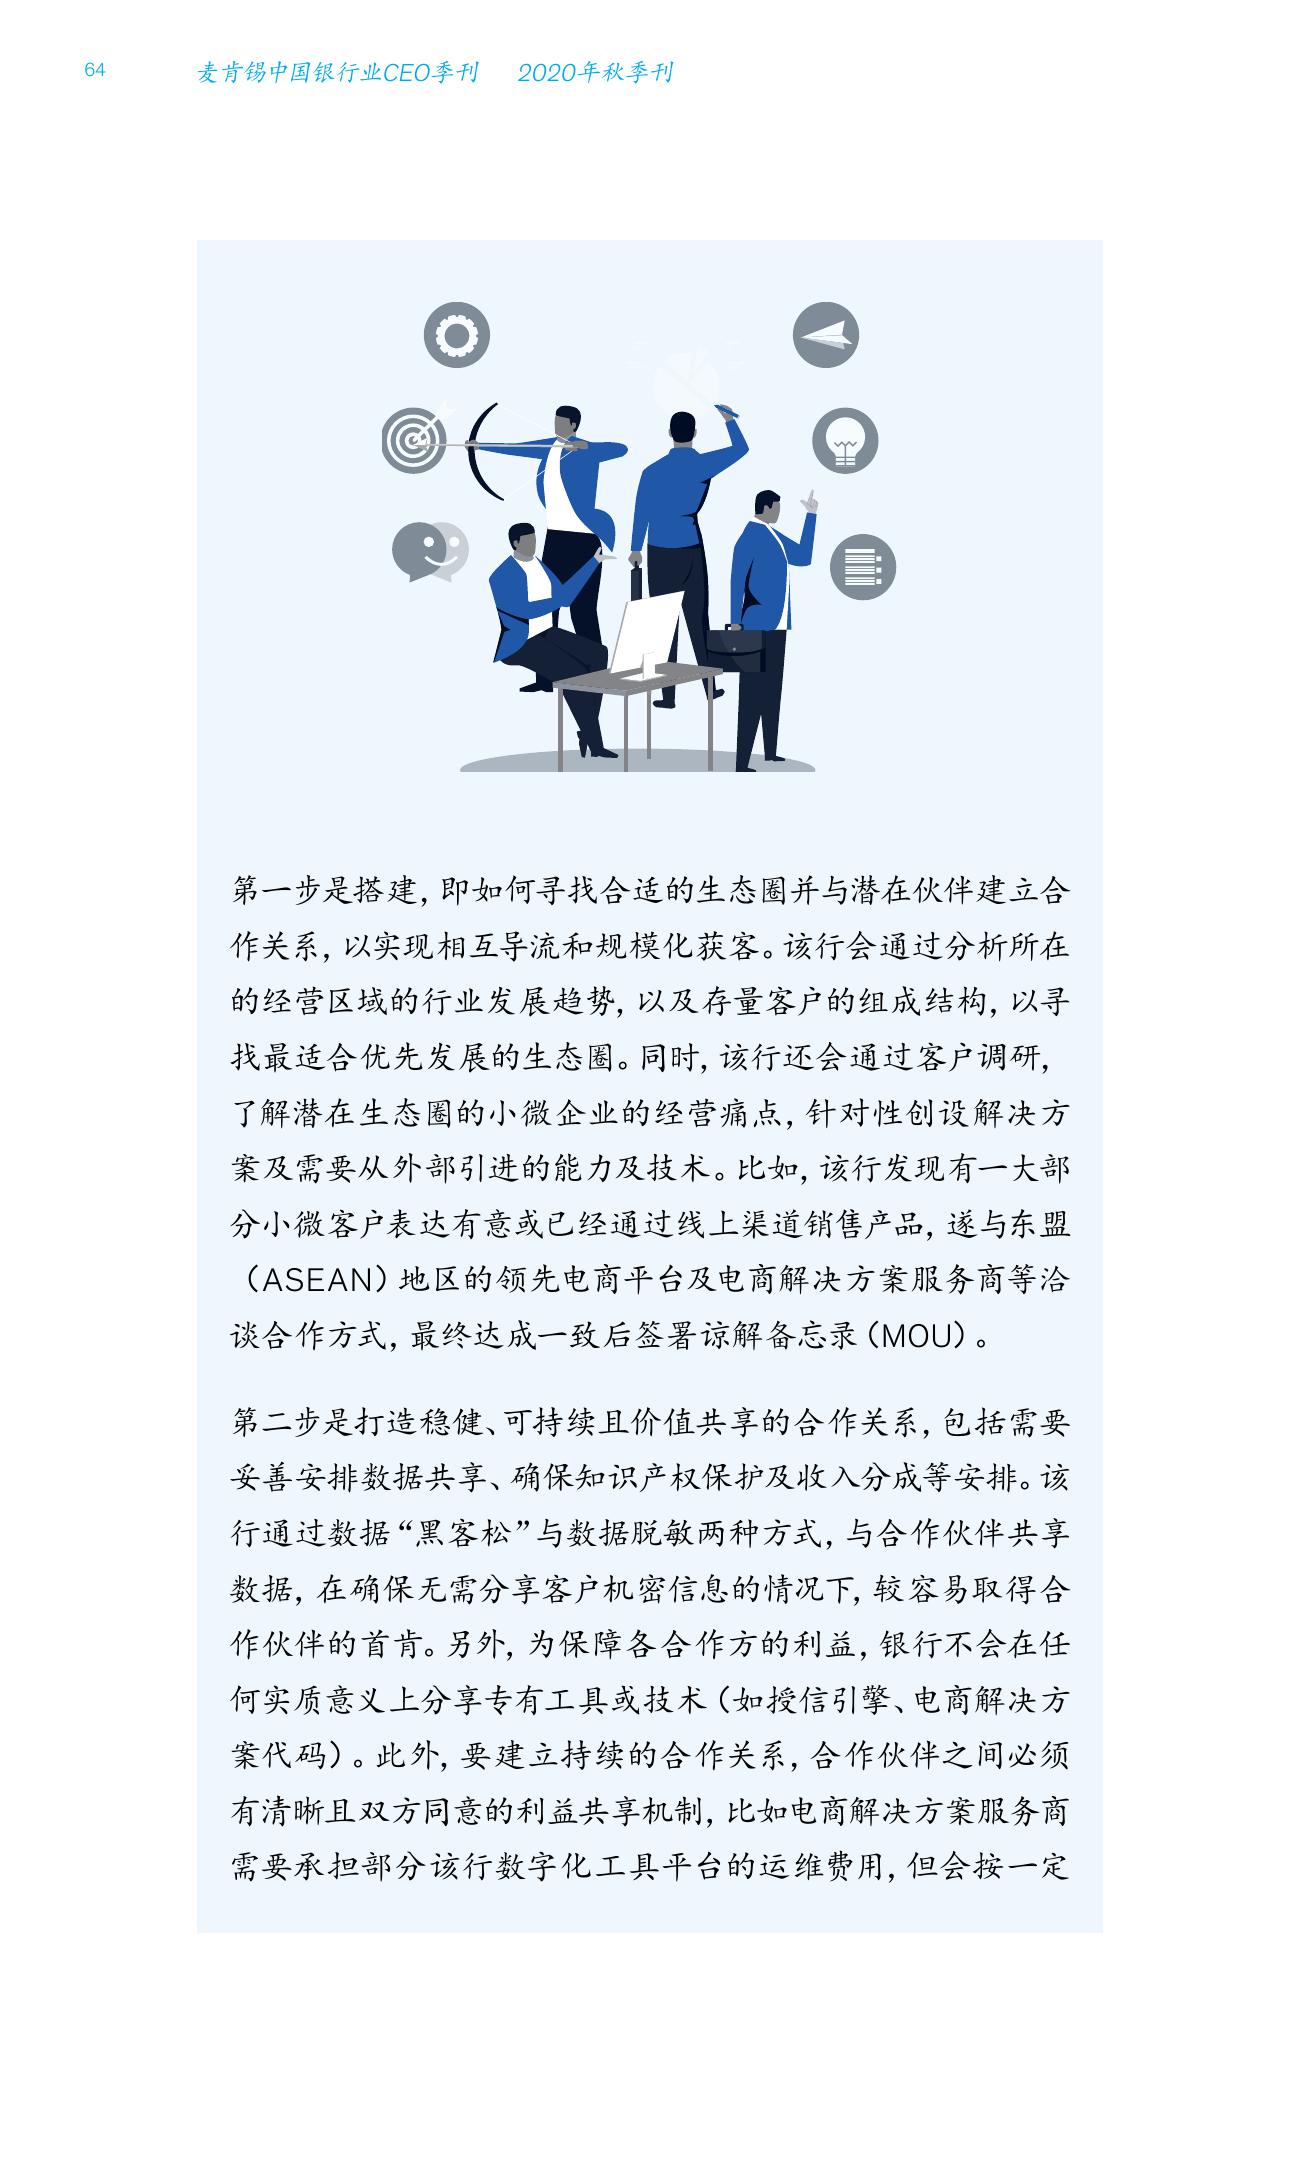 64
麦肯锡中国银行业CEO季刊 2020年秋季刊
第一步是搭建，即如何寻找合适的生态圈并与潜在伙伴建立合
作关系，以实现相互导流和规模化获客。该行会通过分析所在
的经营区域的行业发展趋势，以及存量客户的组成结构，以寻
找最适合优先发展的生态圈。同时，该行还会通过客户调研，
了解潜在生态圈的小微企业的经营痛点，针对性创设解决方
案及需要从外部引进的能力及技术。比如，该行发现有一大部
分小微客户表达有意或已经通过线上渠道销售产品，遂与东盟
（ASEAN）地区的领先电商平台及电商解决方案服务商等洽
谈合作方式，最终达成一致后签署谅解备忘录（MOU）。
第二步是打造稳健、可持续且价值共享的合作关系，包括需要
妥善安排数据共享、确保知识产权保护及收入分成等安排。该
行通过数据“黑客松”与数据脱敏两种方式，与合作伙伴共享
数据，在确保无需分享客户机密信息的情况下，较容易取得合
作伙伴的首肯。另外，为保障各合作方的利益，银行不会在任
何实质意义上分享专有工具或技术（如授信引擎、电商解决方
案代码）。此外，要建立持续的合作关系，合作伙伴之间必须
有清晰且双方同意的利益共享机制，比如电商解决方案服务商
需要承担部分该行数字化工具平台的运维费用，但会按一定